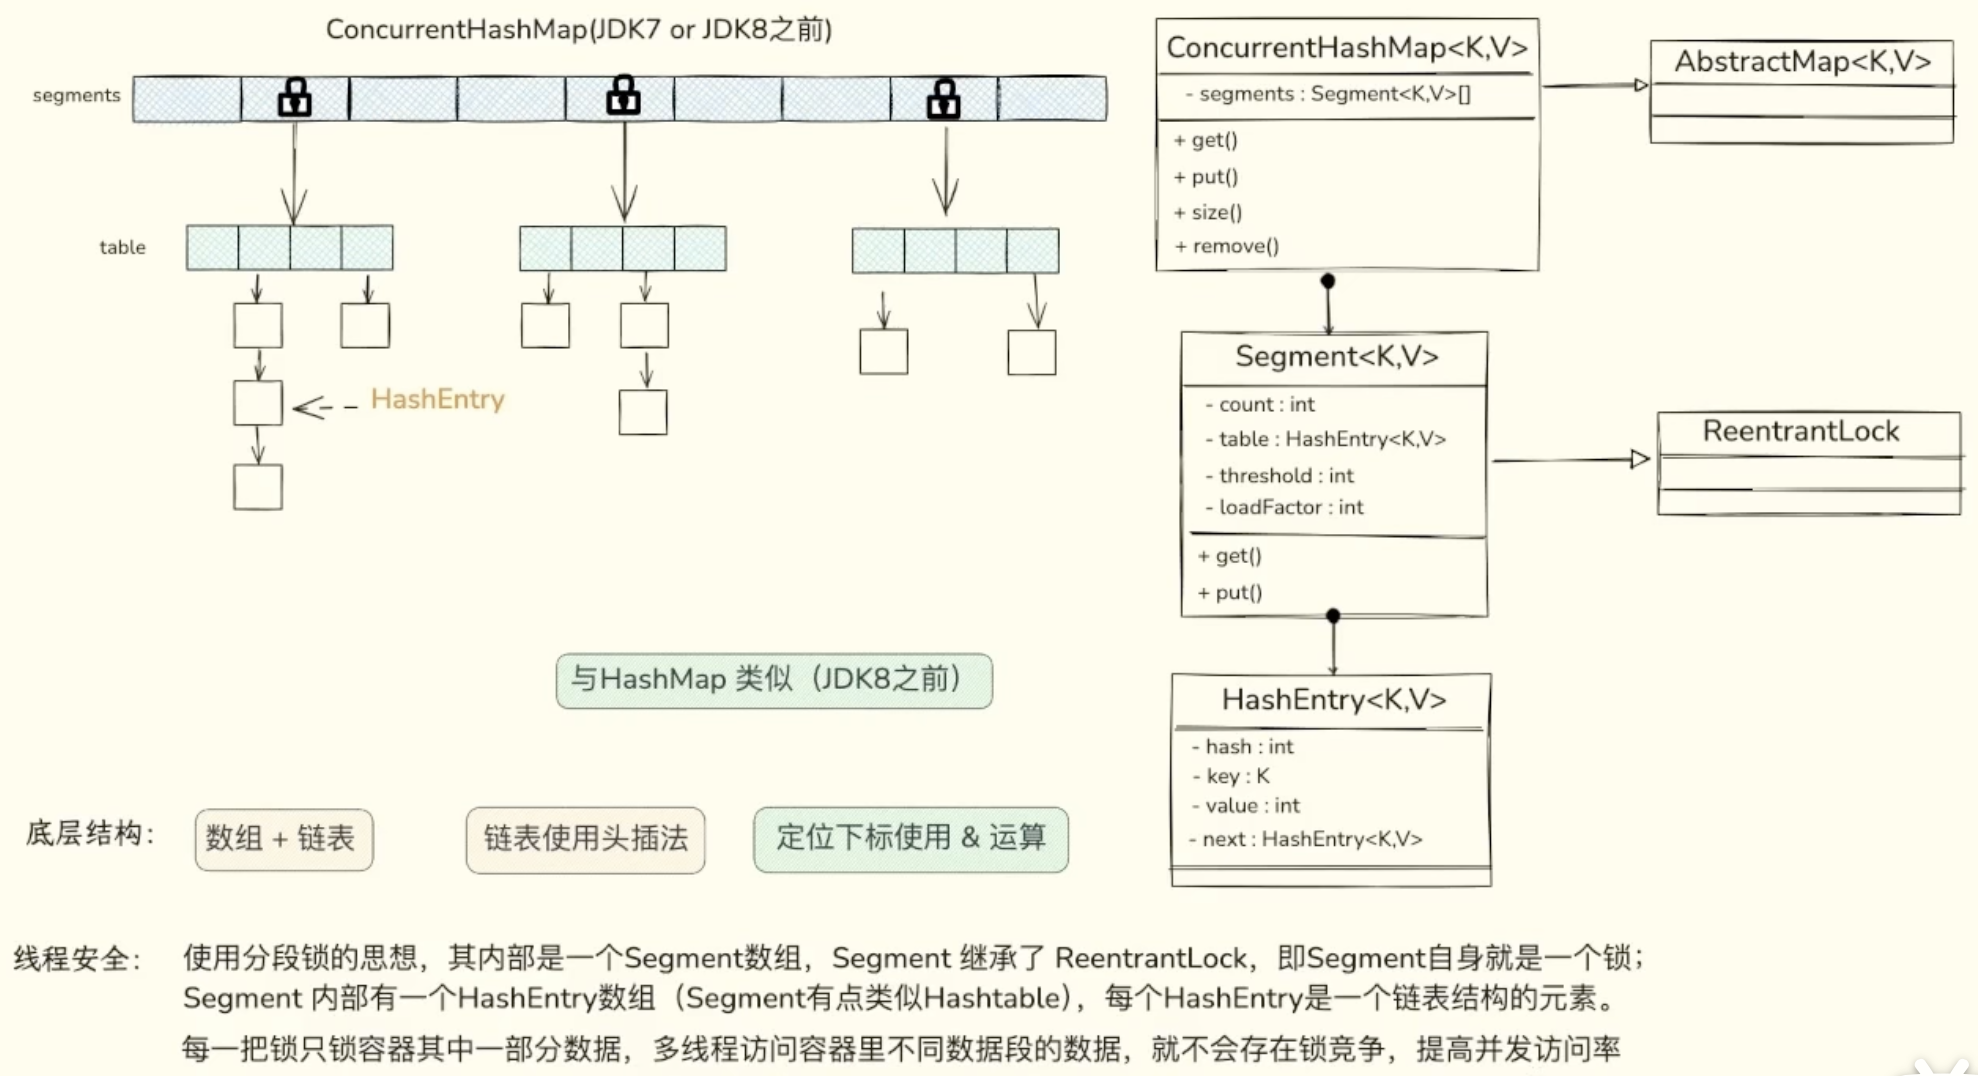 ConcurrentHashMap(JDK7 or JDK8之前)
segments
table
HashEntry
ConcurrentHashMap<K,V>
- segments : Segment<K,V>[]
+ get()
+ put()
+ size()
+ remove()
AbstractMap<K,V>
Segment<K,V>
- count : int
- table : HashEntry<K,V>
- threshold : int
- loadFactor : int
+ get()
+ put()
ReentrantLock
HashEntry<K,V>
- hash : int
- key : K
- value : int
- next : HashEntry<K,V>
与HashMap 类似（JDK8之前）
底层结构：
数组 + 链表
链表使用头插法
定位下标使用 & 运算
线程安全：
使用分段锁的思想，其内部是一个Segment数组，Segment 继承了 ReentrantLock，即Segment自身就是一个锁；
Segment 内部有一个HashEntry数组（Segment有点类似Hashtable），每个HashEntry是一个链表结构的元素。
每一把锁只锁容器其中一部分数据，多线程访问容器里不同数据段的数据，就不会存在锁竞争，提高并发访问率